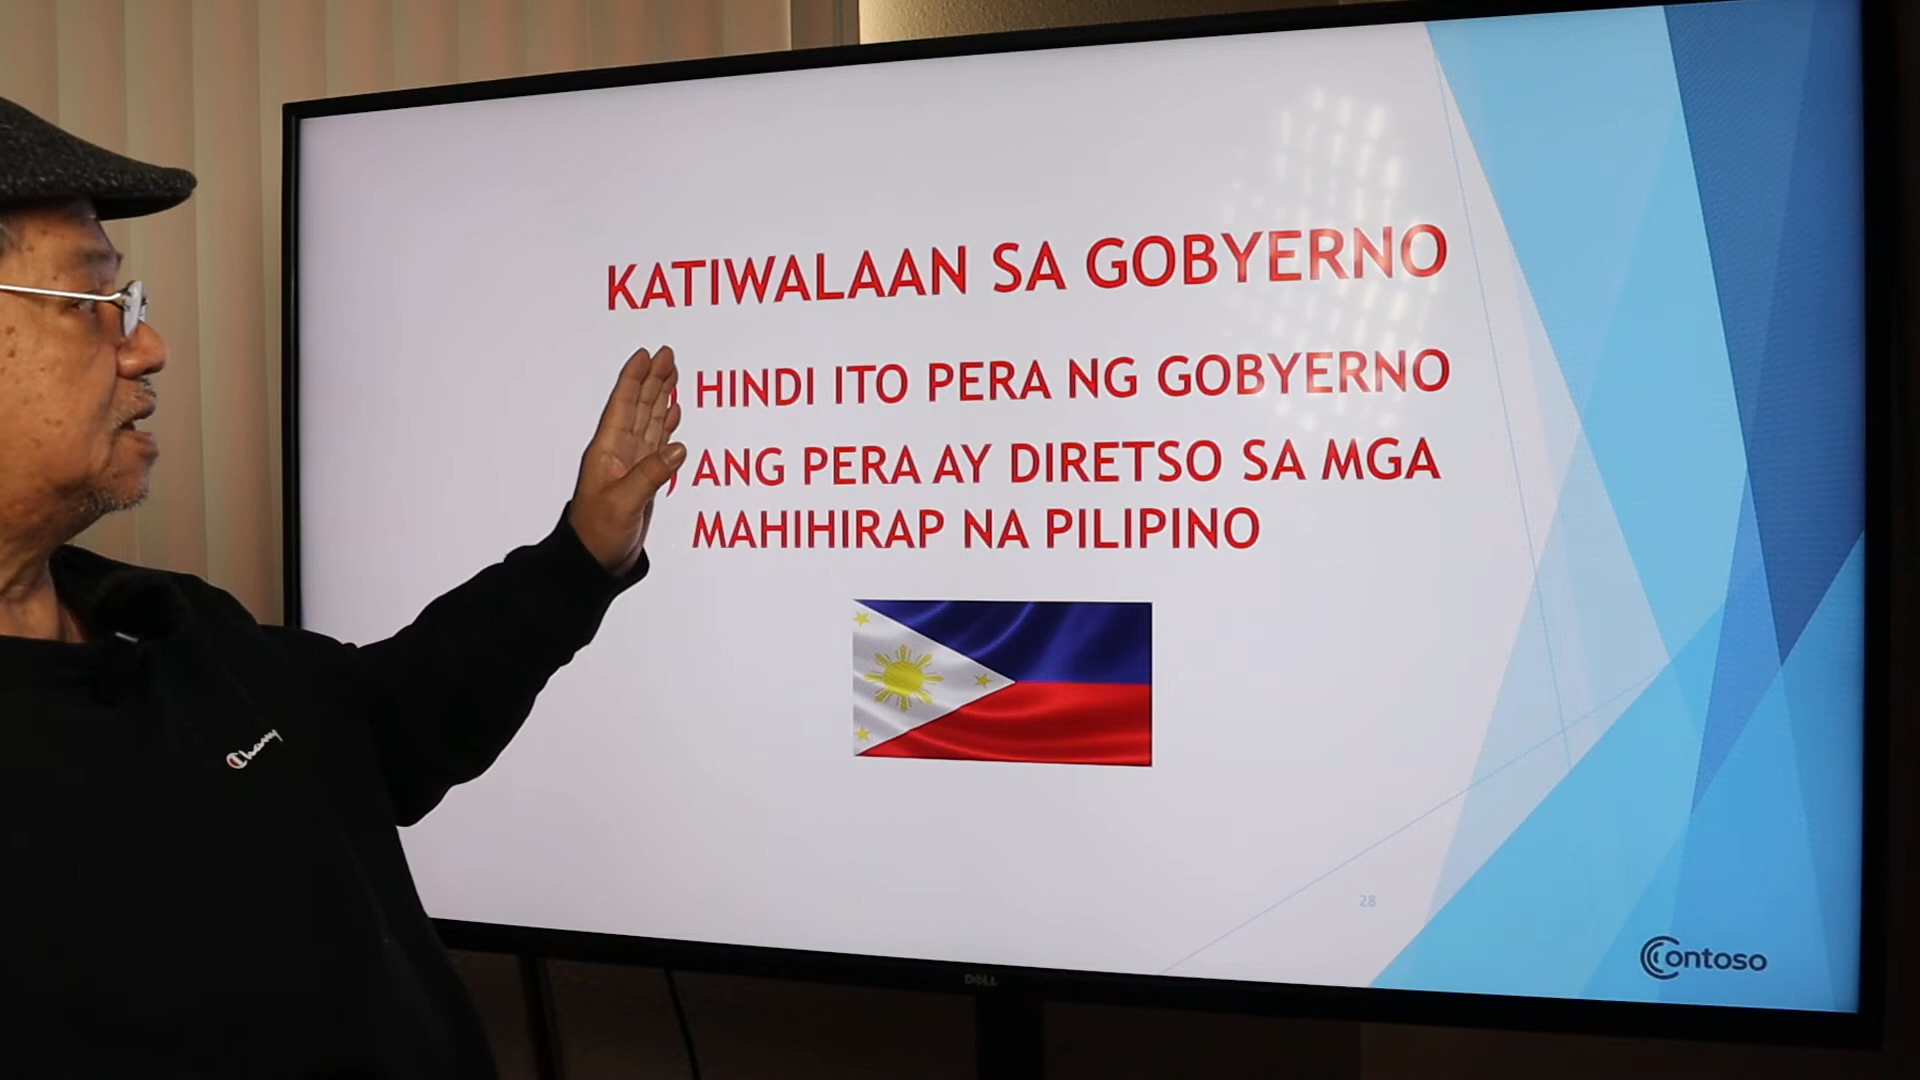 KATIWALAAN SA GOBYERNO
) HINDI ITO PERA NG GOBYERNO
) ANG PERA AY DIRETSO SA MGA
MAHIHIRAP NA PILIPINO
28
Contoso
DELL
Champ